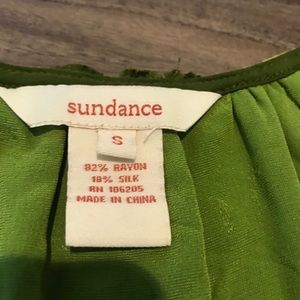 sundance
S
82% RAYON
18% SILK
RN 106205
MADE IN CHINA